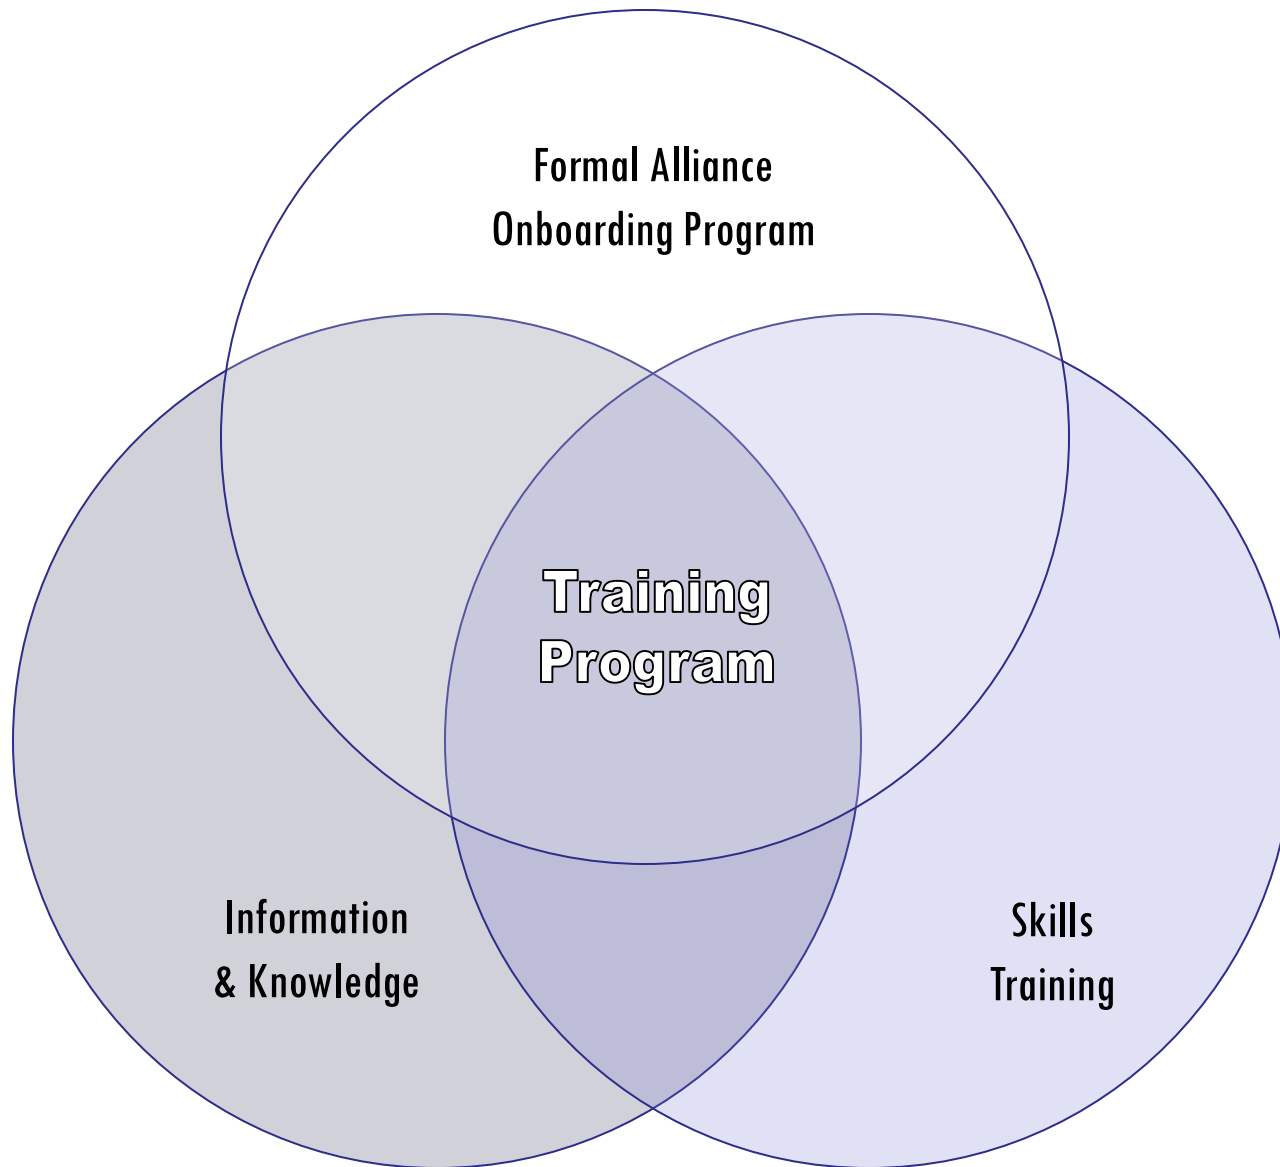 Formal Alliance
Onboarding Program
Training
Program
Information
& Knowledge
Skills
Training